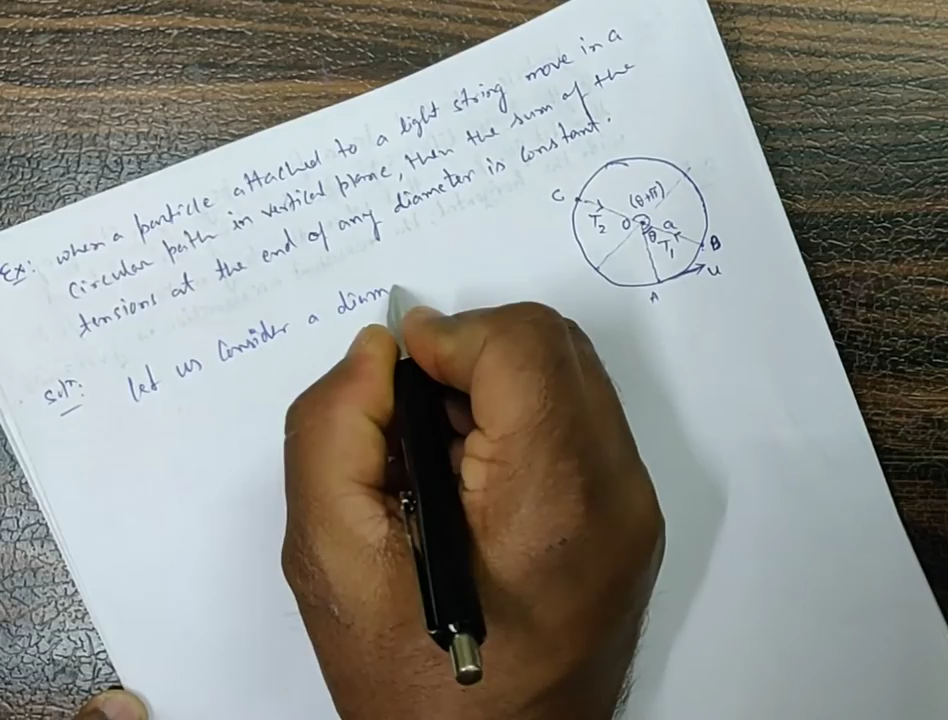 Ex: when a particle attached to a light string move in a
circular path in vertical plane, then the sum of the
tensions at the end of any diameter is constant.
Solⁿ: Let us consider a diam
C
T₂
O
(θ+π)
θ
a
T₁
B
u
A